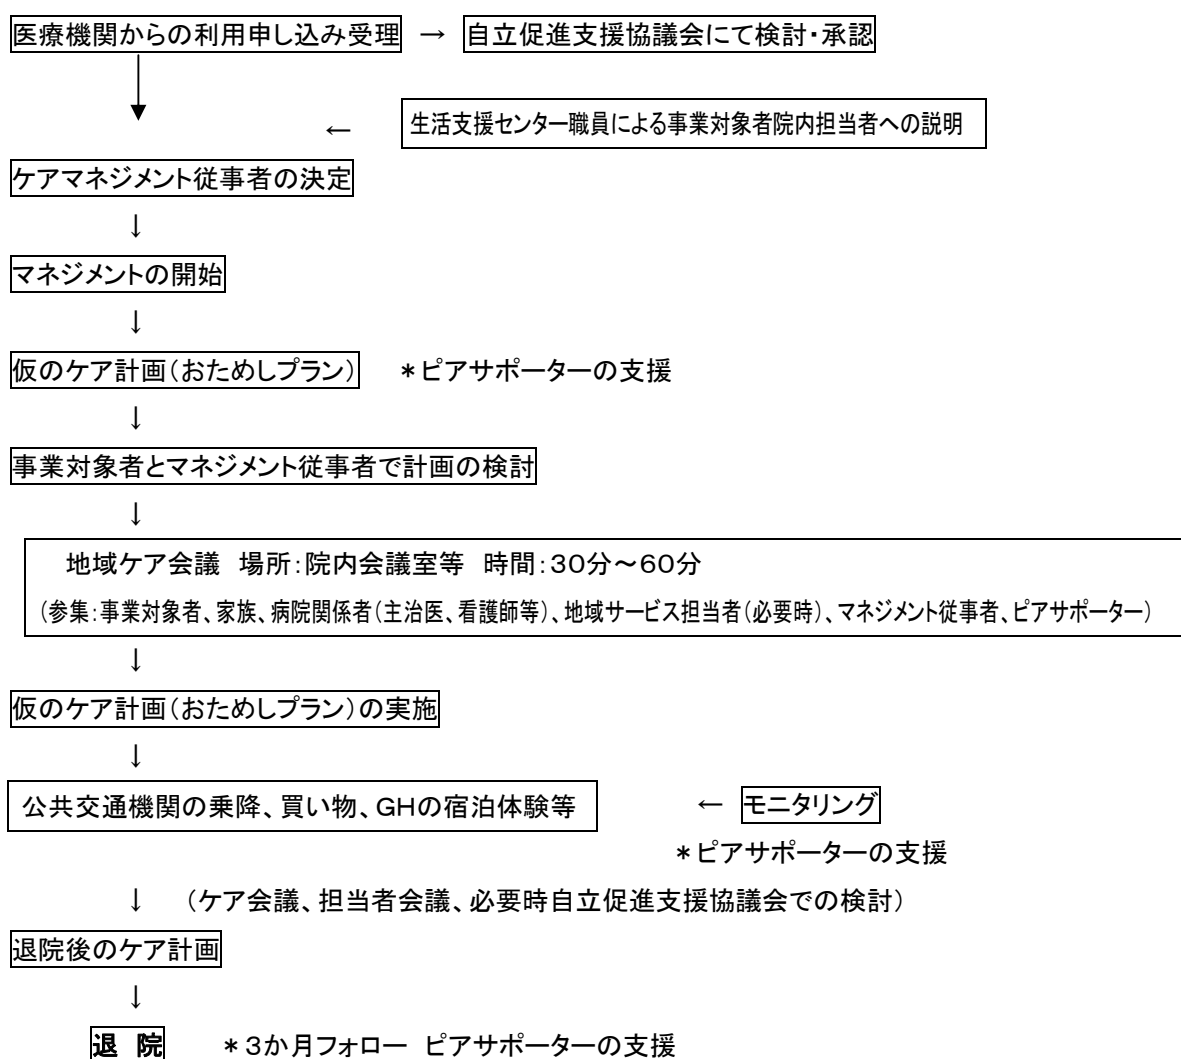 医療機関からの利用申し込み受理 → 自立促進支援協議会にて検討・承認
← 生活支援センター職員による事業対象者院内担当者への説明
ケアマネジメント従事者の決定
↓
マネジメントの開始
↓
仮のケア計画(おためしプラン) *ピアサポーターの支援
↓
事業対象者とマネジメント従事者で計画の検討
↓
地域ケア会議 場所:院内会議室等 時間:30分~60分
(参集:事業対象者、家族、病院関係者(主治医、看護師等)、地域サービス担当者(必要時)、マネジメント従事者、ピアサポーター)
↓
仮のケア計画(おためしプラン)の実施
↓
公共交通機関の乗降、買い物、GHの宿泊体験等 ← モニタリング
*ピアサポーターの支援
↓ (ケア会議、担当者会議、必要時自立促進支援協議会での検討)
退院後のケア計画
↓
退 院 *3か月フォロー ピアサポーターの支援